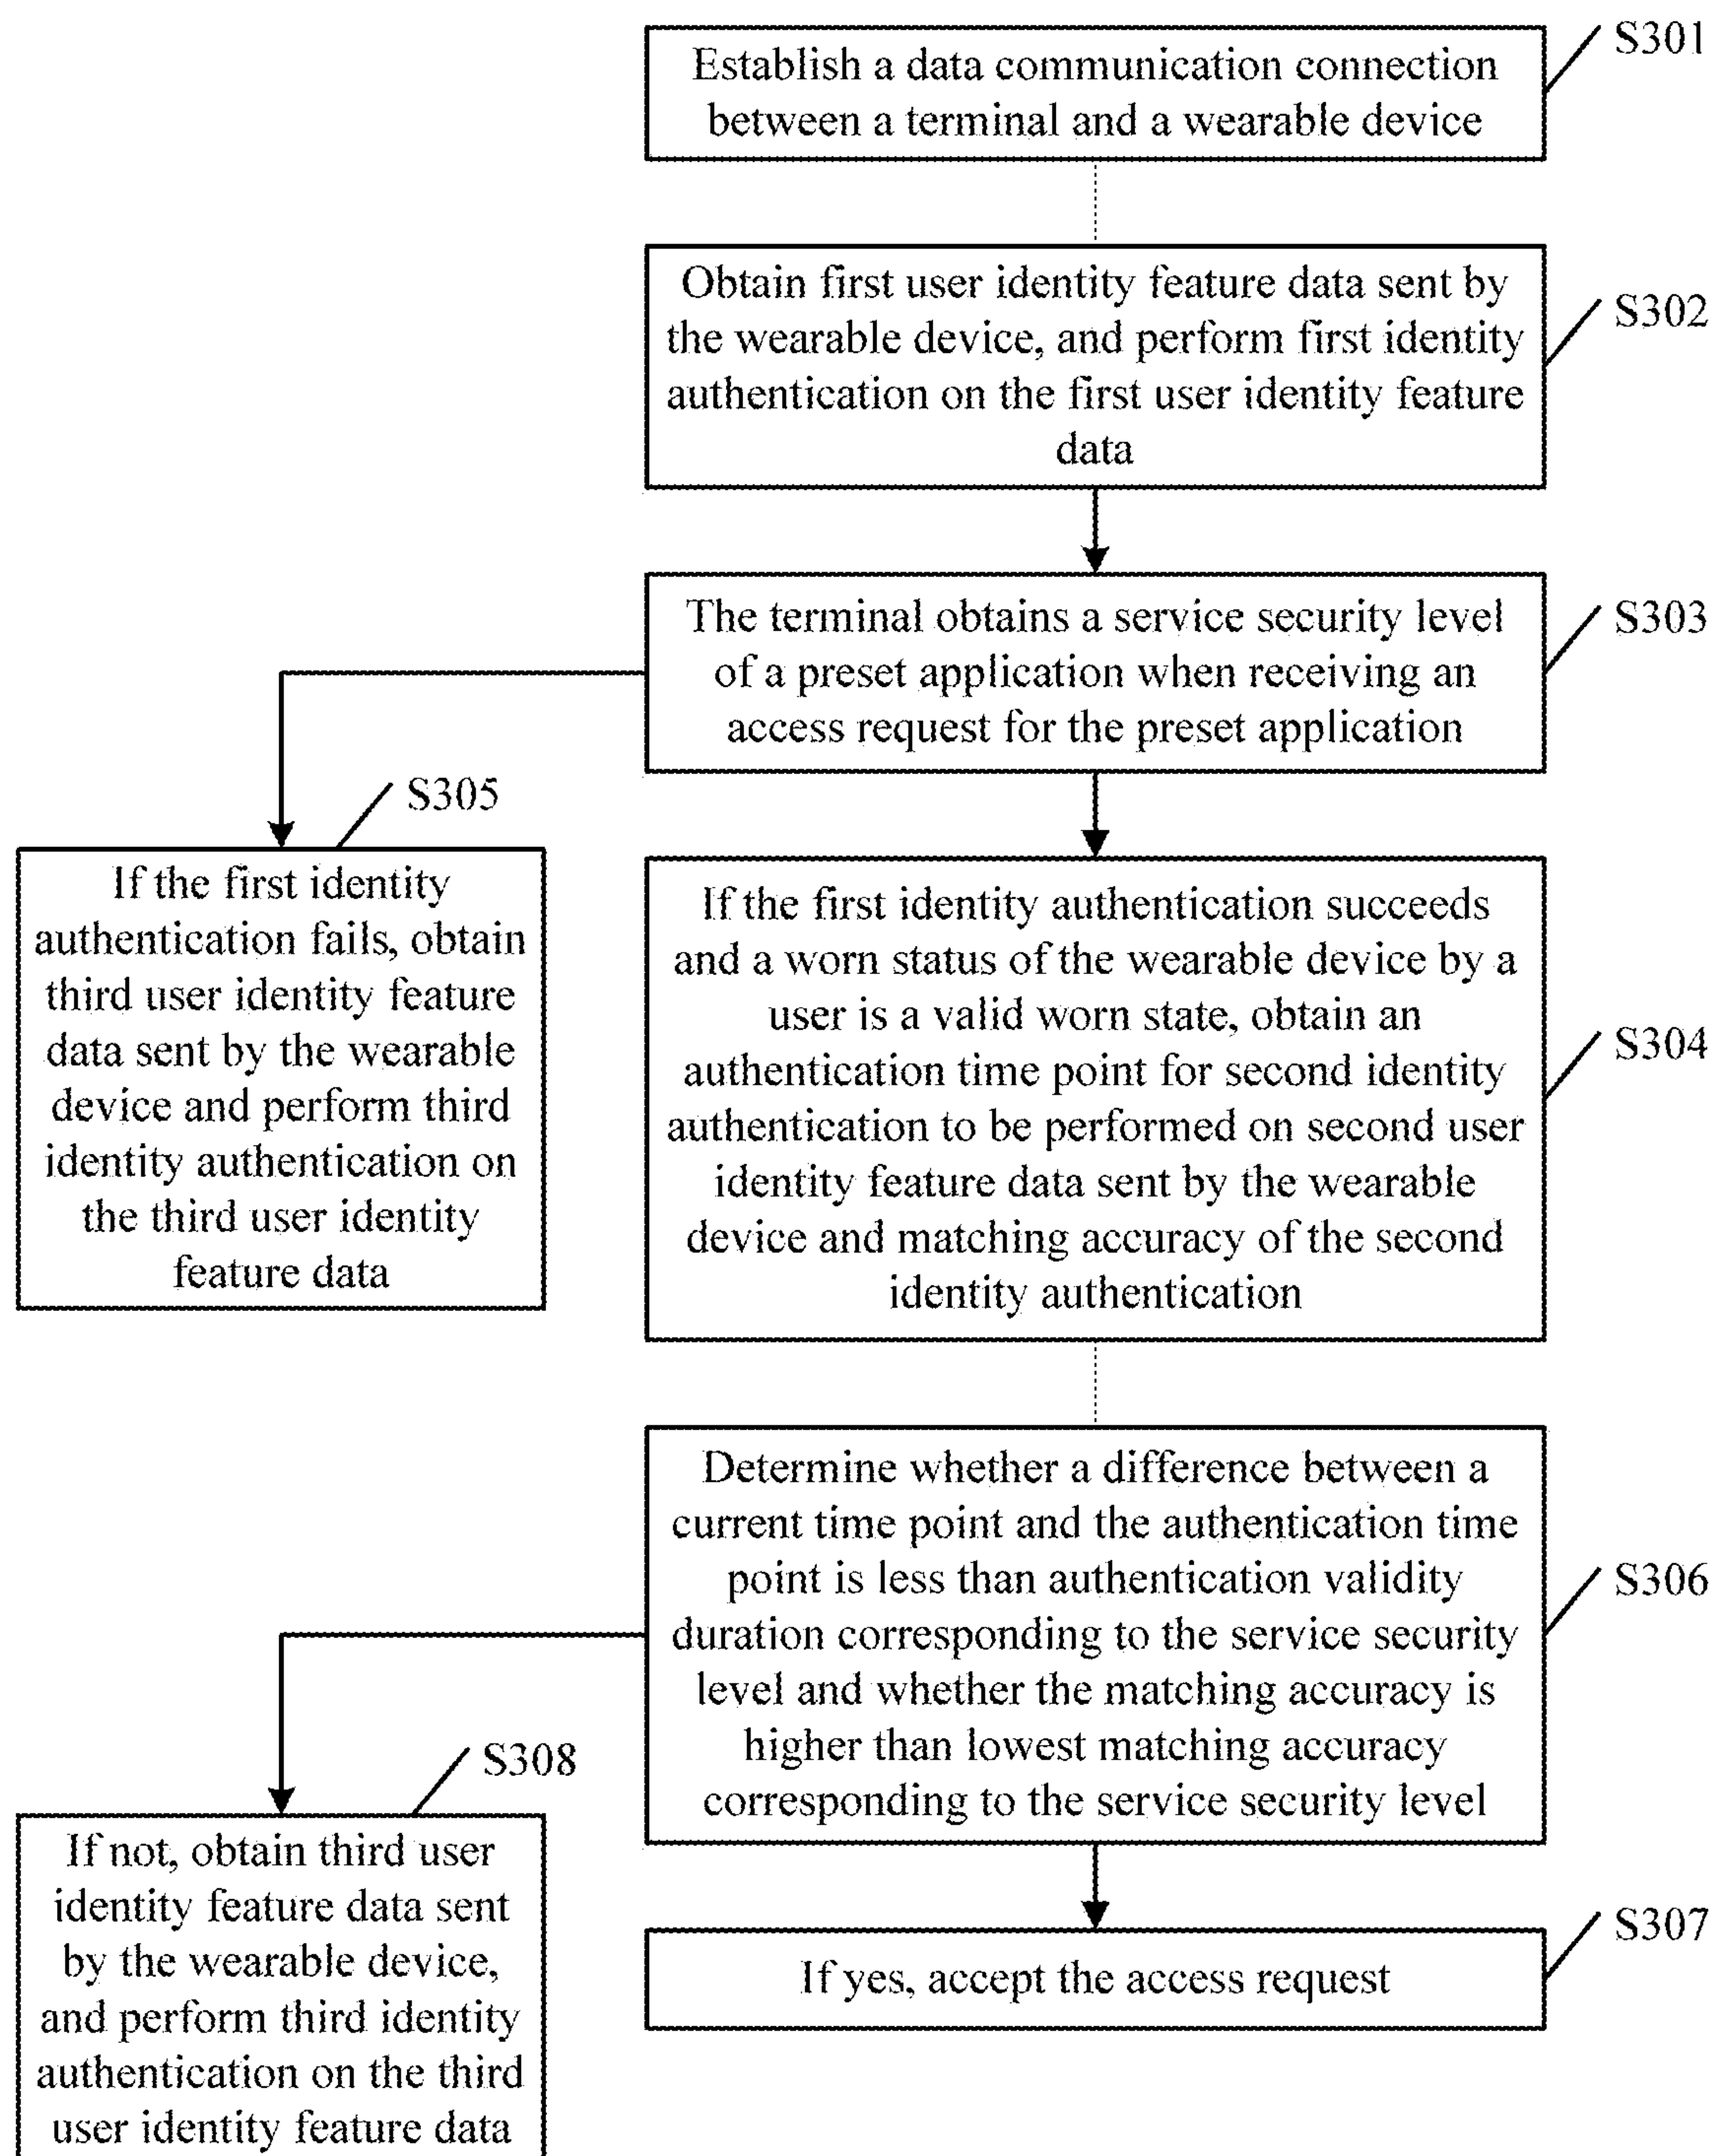 S301
Establish a data communication connection
between a terminal and a wearable device
S302
Obtain first user identity feature data sent by
the wearable device, and perform first identity
authentication on the first user identity feature
data
S303
The terminal obtains a service security level
of a preset application when receiving an
access request for the preset application
S305
If the first identity
authentication fails, obtain
third user identity feature
data sent by the wearable
device and perform third
identity authentication on
the third user identity
feature data
S304
If the first identity authentication succeeds
and a worn status of the wearable device by a
user is a valid worn state, obtain an
authentication time point for second identity
authentication to be performed on second user
identity feature data sent by the wearable
device and matching accuracy of the second
identity authentication
S306
Determine whether a difference between a
current time point and the authentication time
point is less than authentication validity
duration corresponding to the service security
level and whether the matching accuracy is
higher than lowest matching accuracy
corresponding to the service security level
S308
If not, obtain third user
identity feature data sent
by the wearable device,
and perform third identity
authentication on the third
user identity feature data
S307
If yes, accept the access request